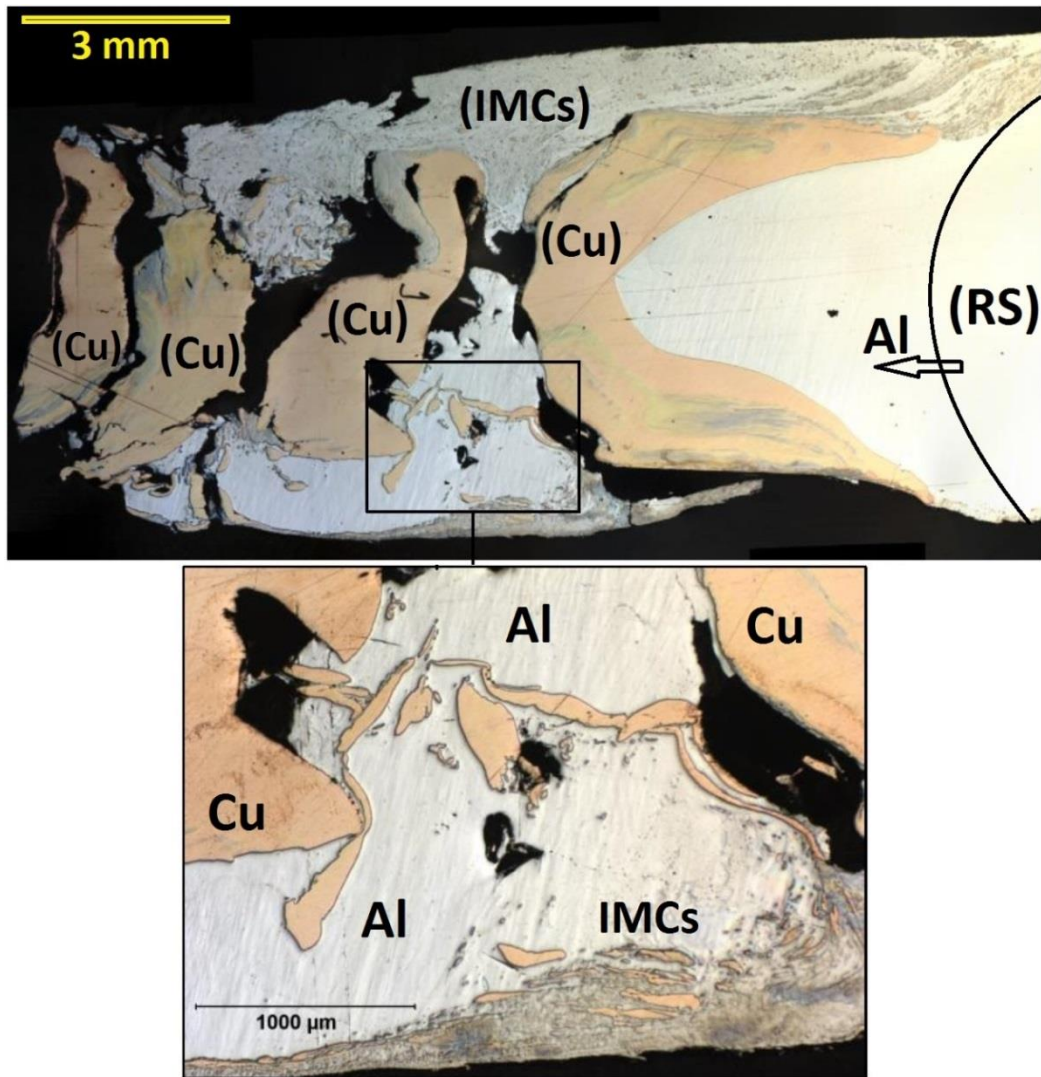 3 mm
(IMCs)
(Cu)
(Cu)
(Cu)
(Cu)
Al
(RS)
Al
Cu
Cu
Al
IMCs
1000 µm